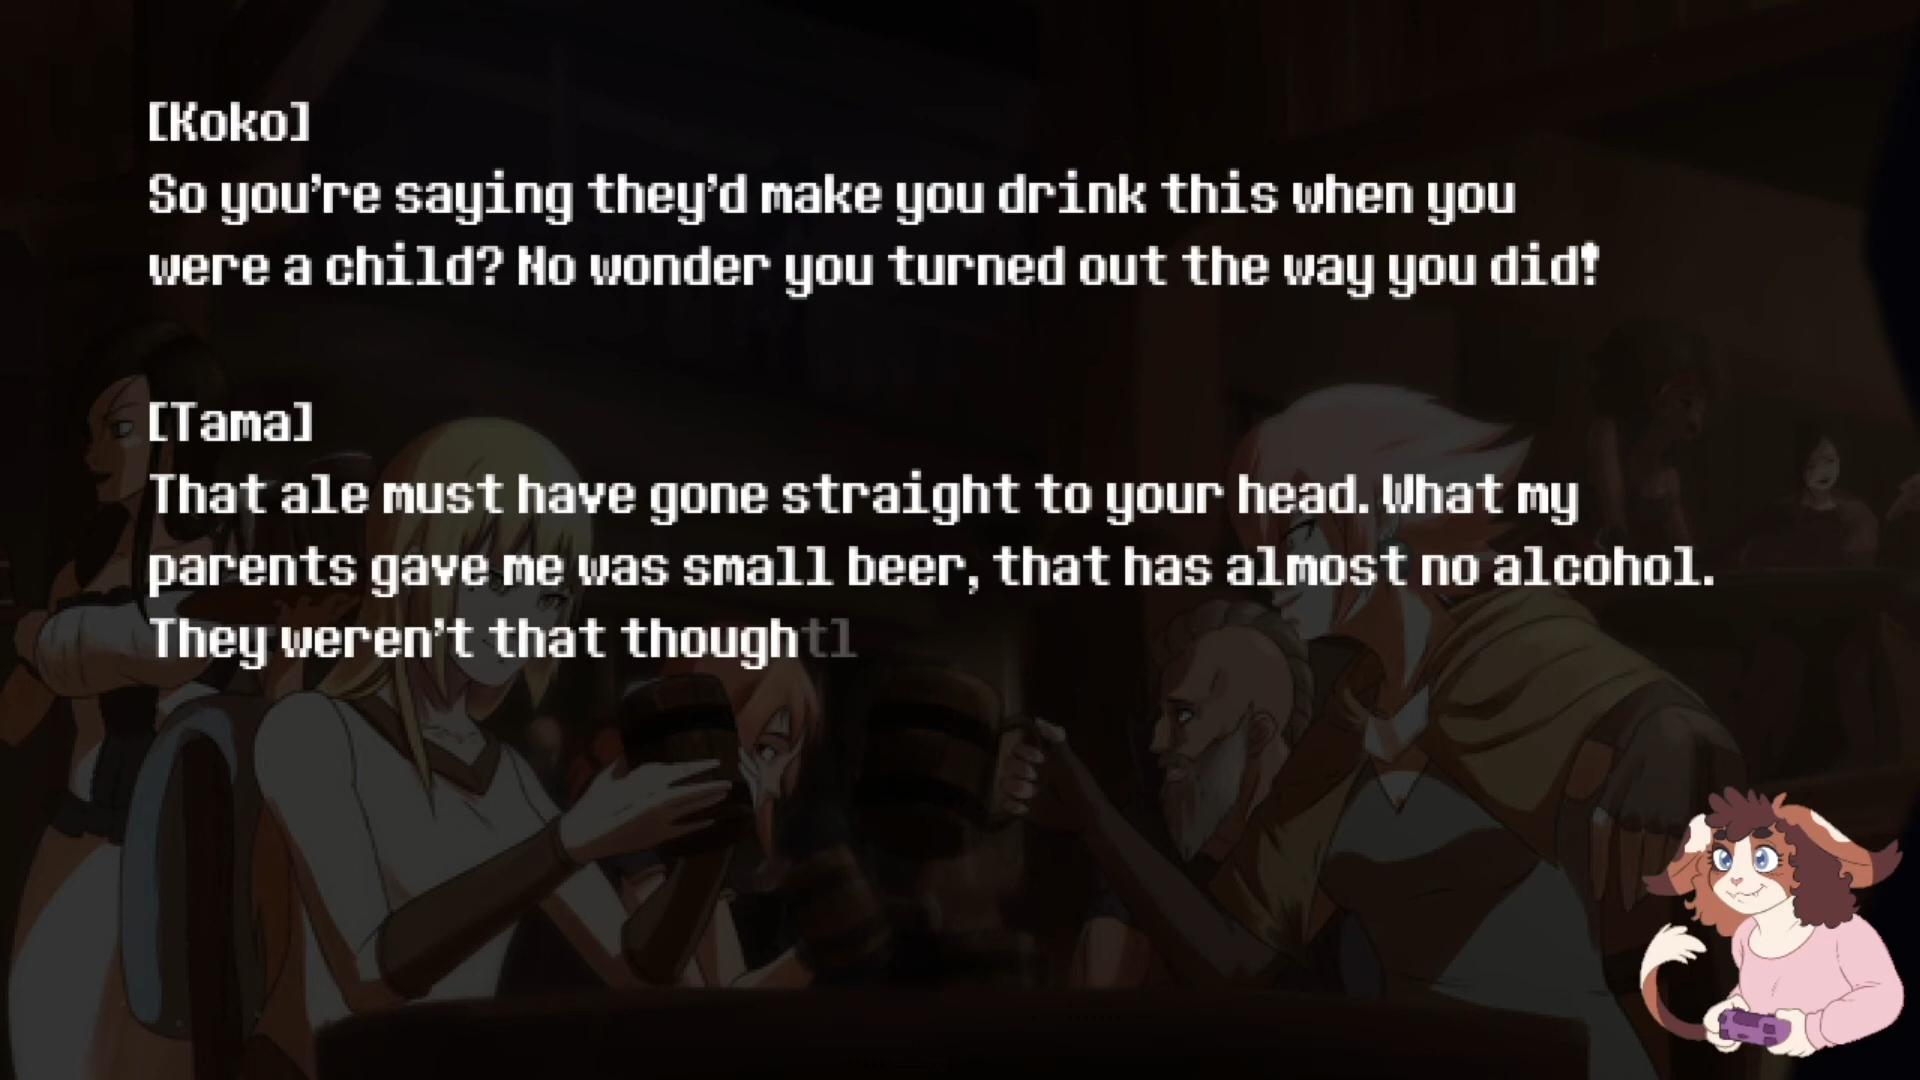 [Koko]
So you're saying they'd make you drink this when you
were a child? No wonder you turned out the way you did!
[Tama]
That ale must have gone straight to your head. What my
parents gave me was small beer, that has almost no alcohol.
They weren't that thoughtl